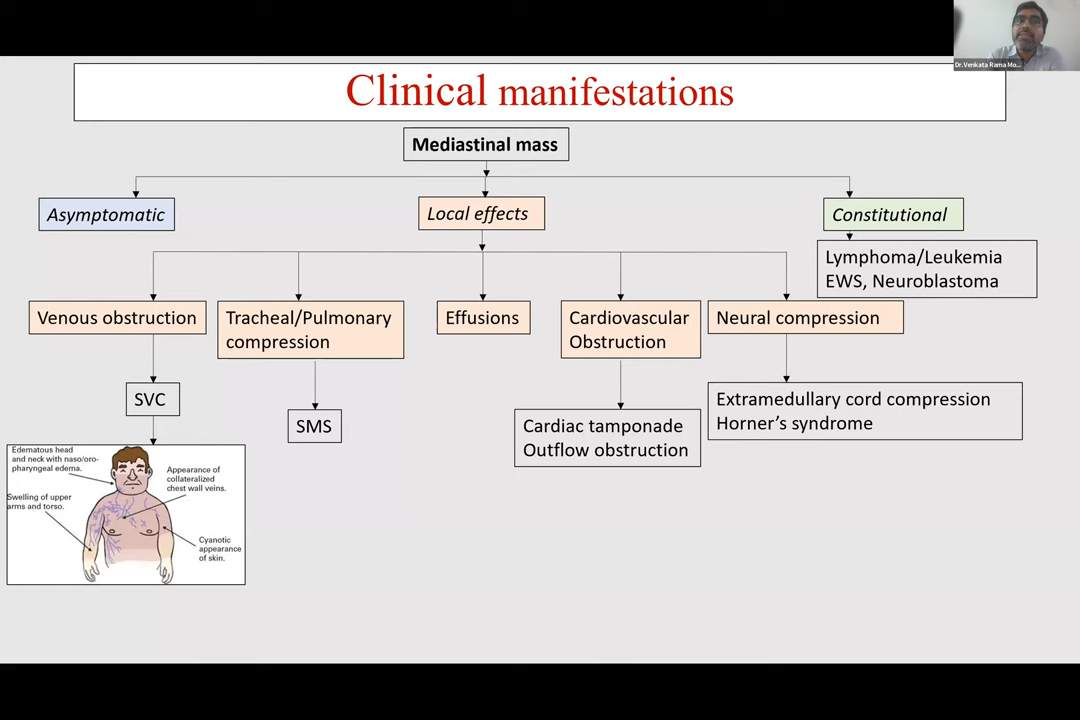 Dr.Venkata Rama Mo...
Clinical manifestations
Mediastinal mass
Asymptomatic
Local effects
Constitutional
Lymphoma/Leukemia
EWS, Neuroblastoma
Venous obstruction
Tracheal/Pulmonary
compression
Effusions
Cardiovascular
Obstruction
Neural compression
SVC
SMS
Cardiac tamponade
Outflow obstruction
Extramedullary cord compression
Horner's syndrome
Edematous head
and neck with naso/oro-
pharyngeal edema.
Appearance of
collateralized
chest wall veins.
Swelling of upper
arms and torso.
Cyanotic
appearance
of skin.